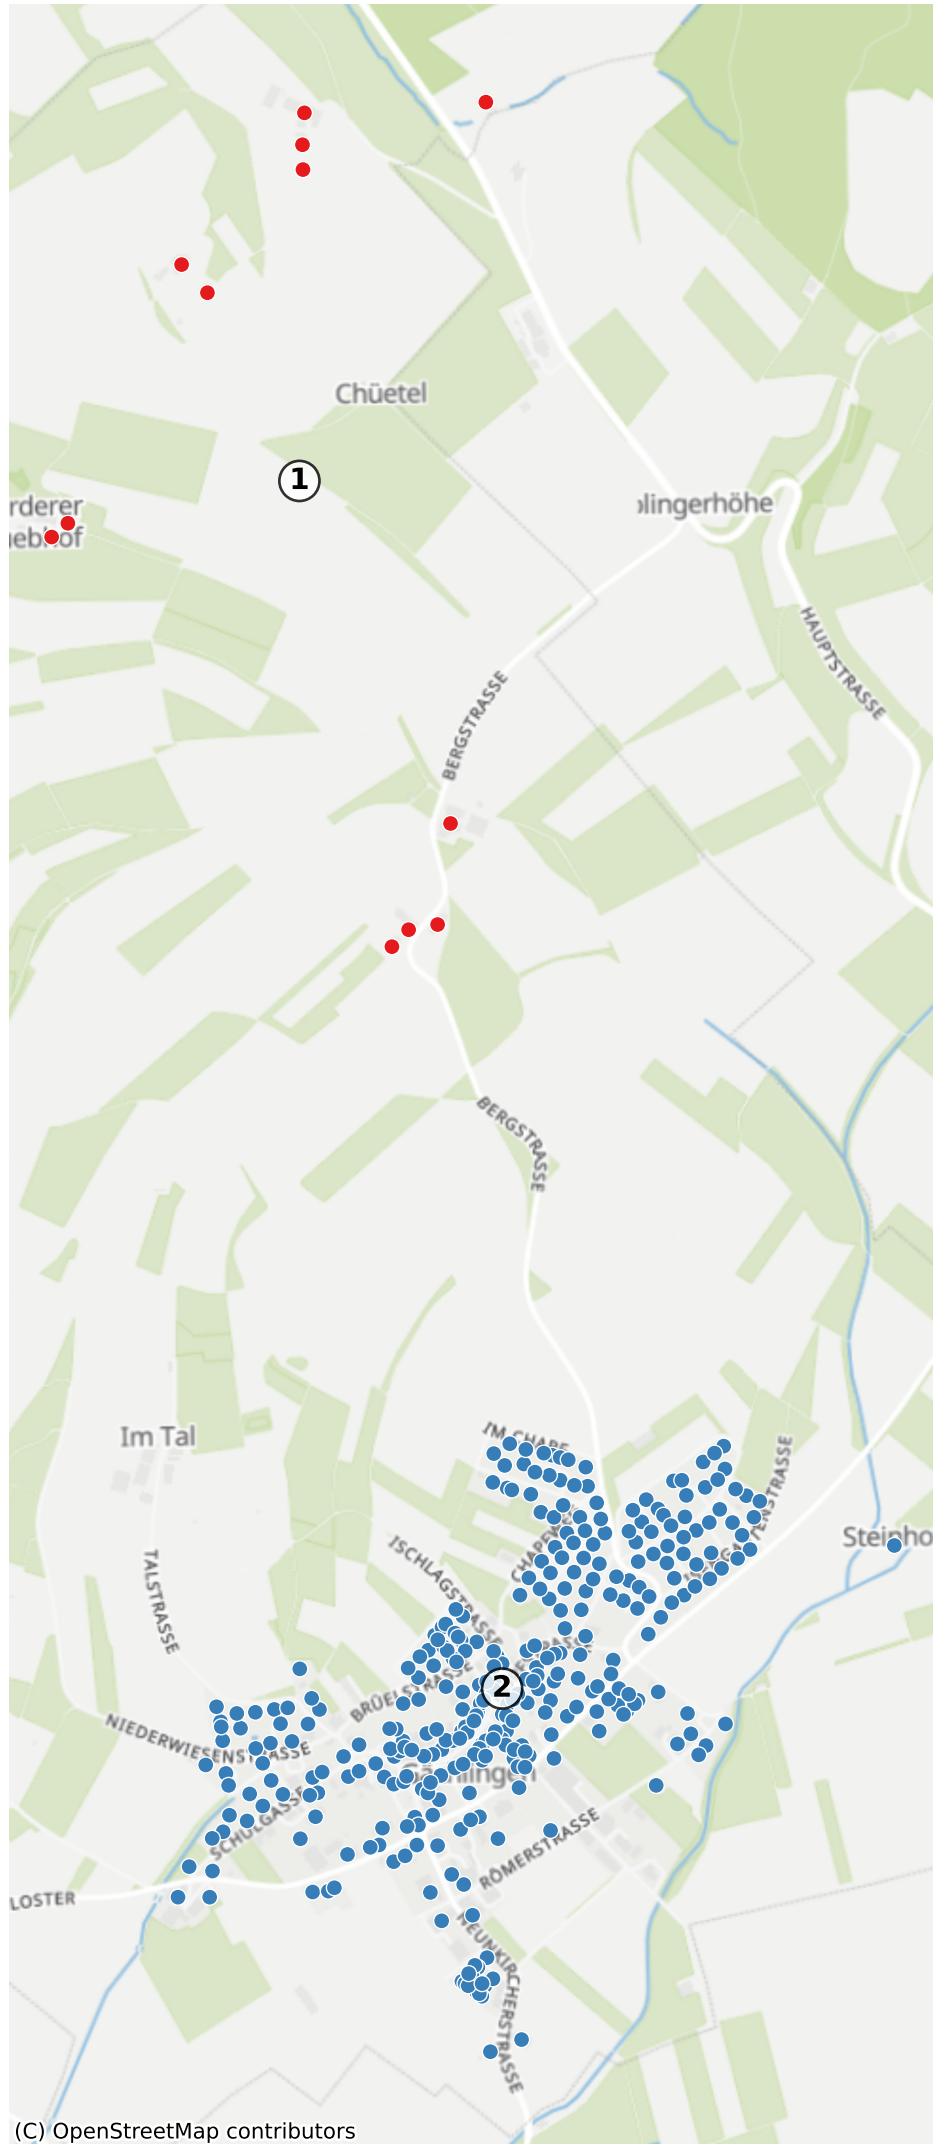 Chüetel
1
rderer
ebhof
lingerhöhe
HAUPTSTRASSE
BERGSTRASSE
BERGSTRASSE
Im Tal
IM CHAPF
Steinho
TALSTRASSE
ISCHLAGSTRASSE
2
BRÜELSTRASSE
NIEDERWIESENSTRASSE
SCHULGASSE
RÖMERSTRASSE
LOSTER
NEUNKIRCHERSTRASSE
(C) OpenStreetMap contributors